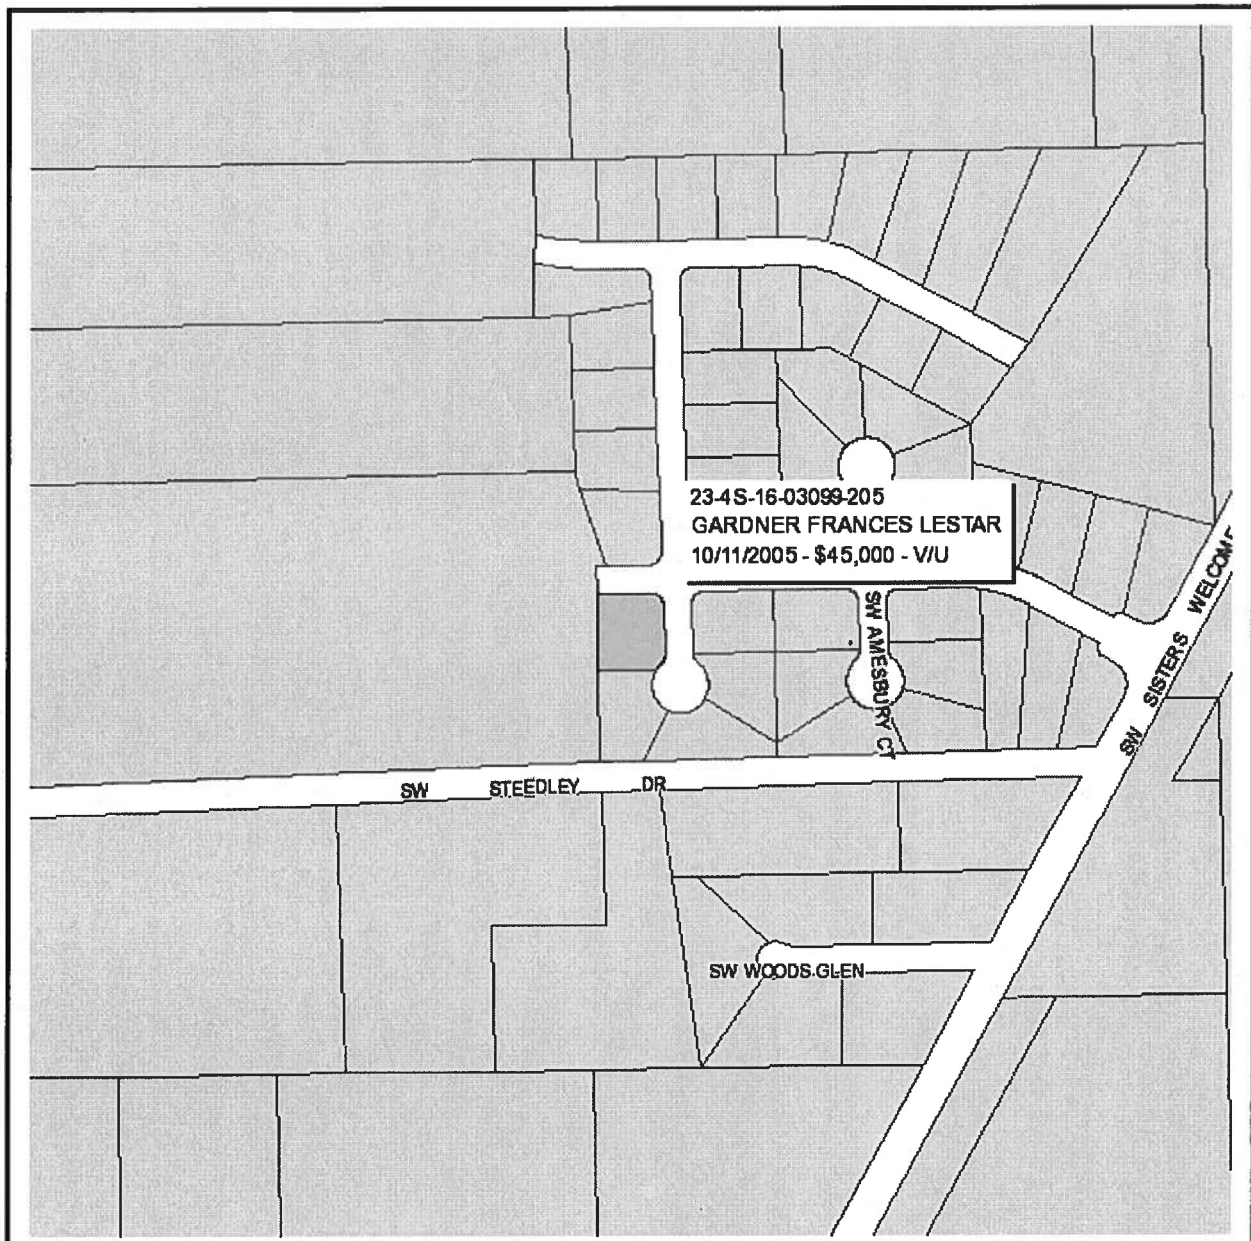 23-4S-16-03099-205
GARDNER FRANCES LESTAR
10/11/2005 - $45,000 - V/U
SW AMESBURY CT
SW SISTERS WELCOME
SW STEEDLEY DR
SW WOODS GLEN